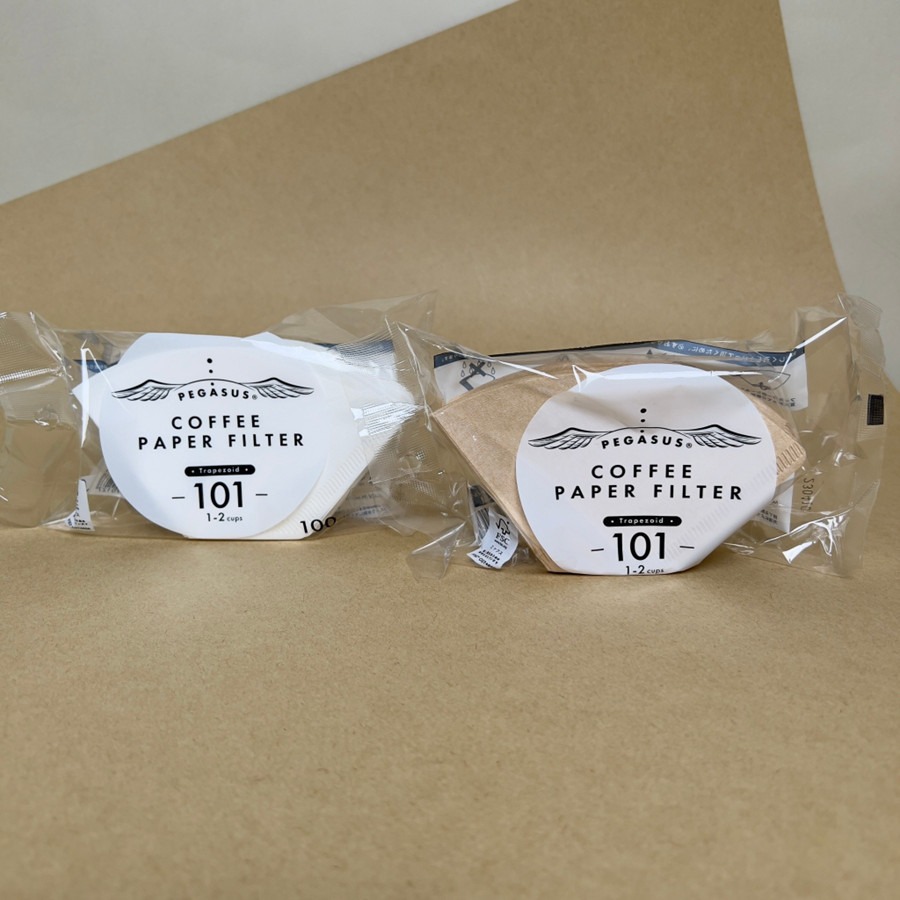 PEGASUS®
COFFEE
PAPER FILTER
• Trapezoid •
-101-
1-2 cups
100
PEGASUS®
COFFEE
PAPER FILTER
• Trapezoid •
-101-
1-2 cups
FSC